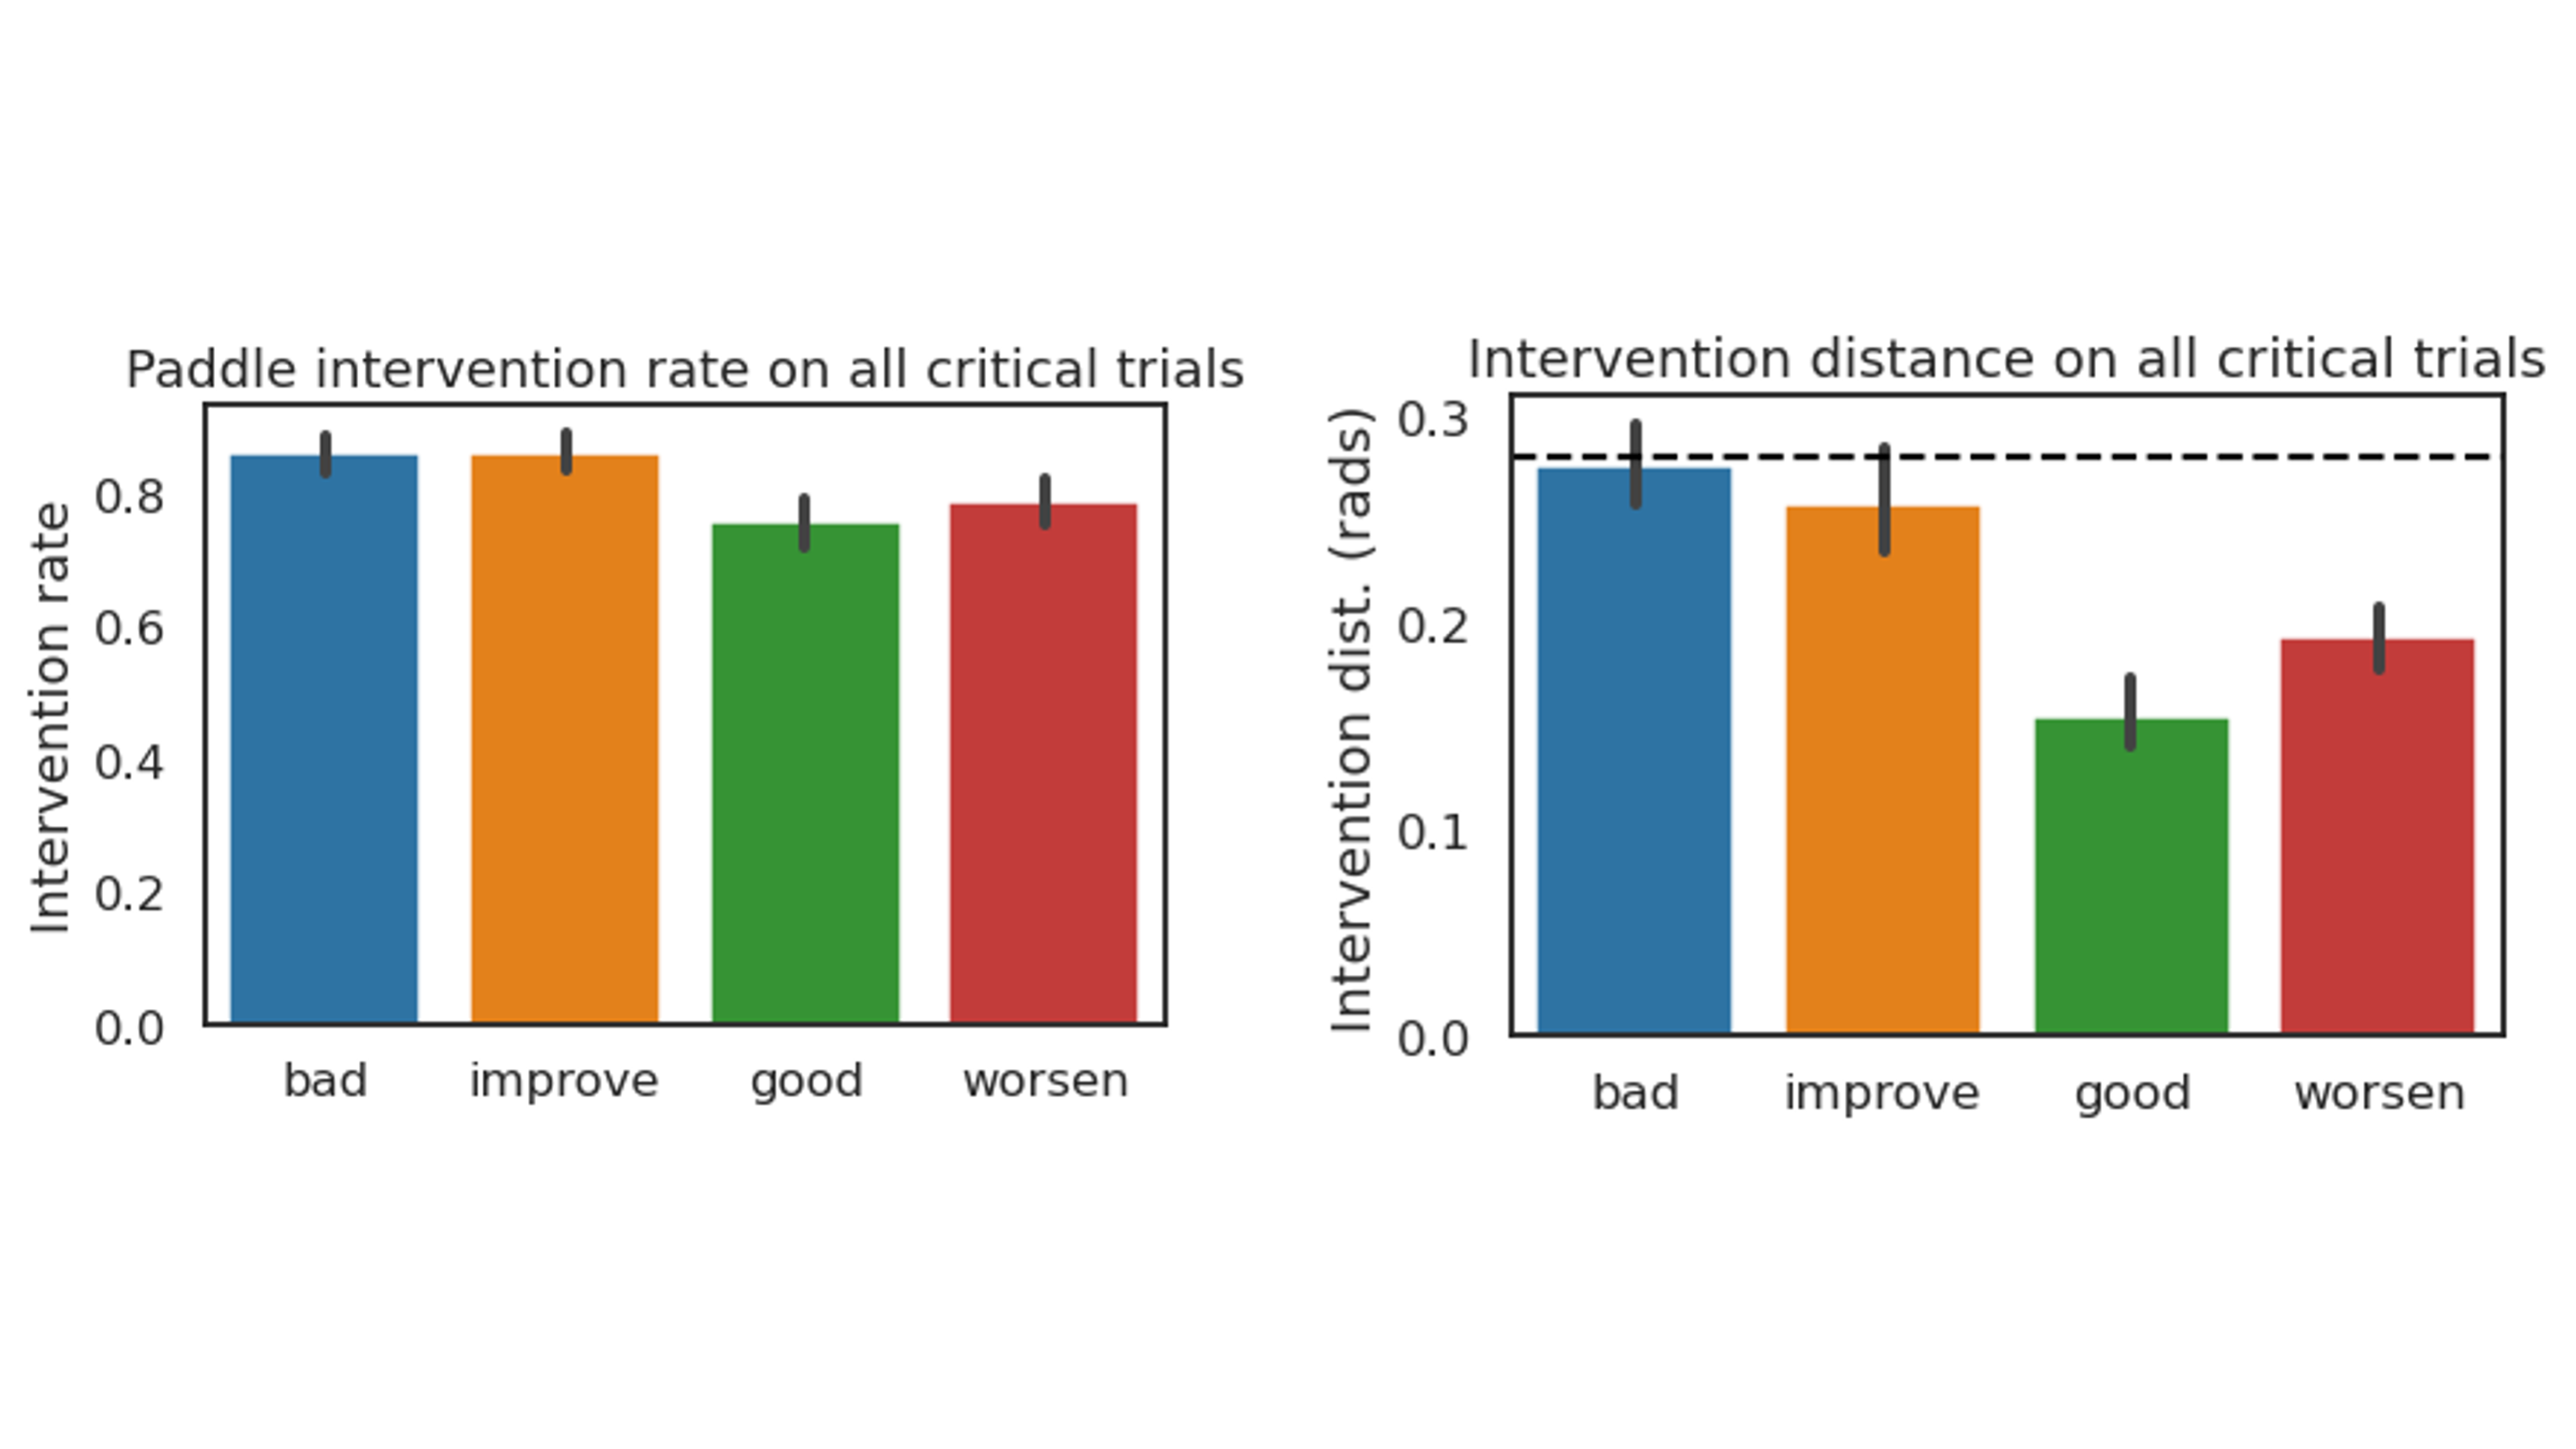 Paddle intervention rate on all critical trials
Intervention rate
0.8
0.6
0.4
0.2
0.0
bad improve good worsen
Intervention distance on all critical trials
Intervention dist. (rads)
0.3
0.2
0.1
0.0
bad improve good worsen